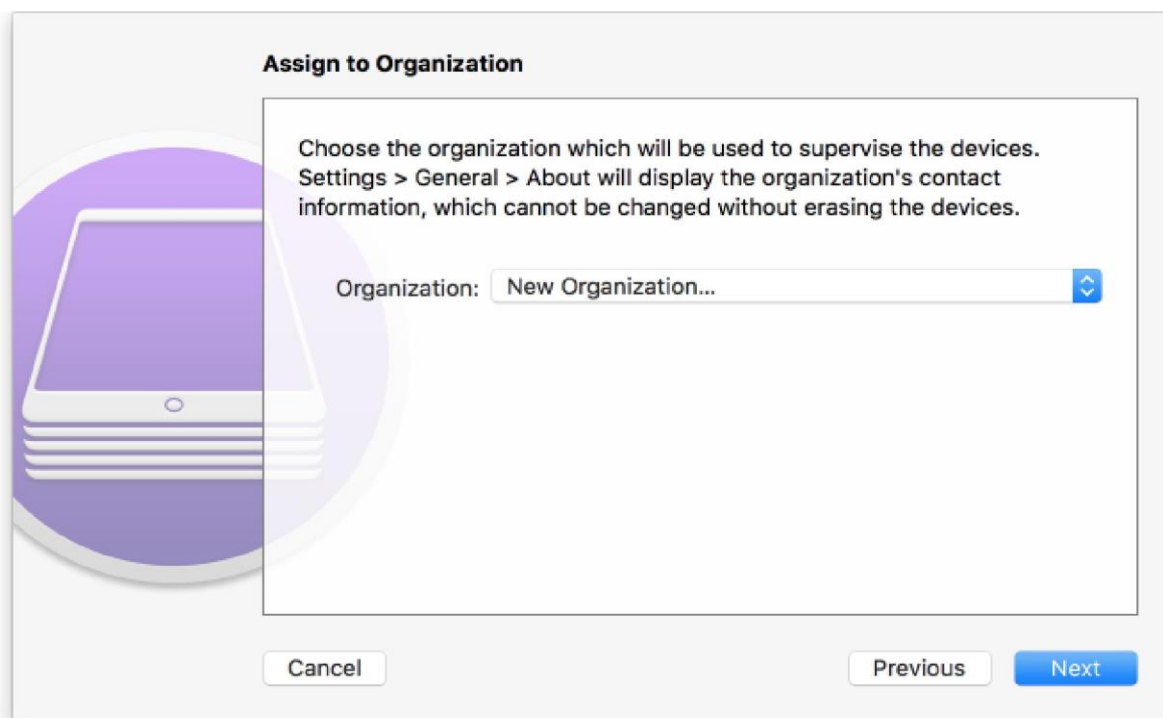 Assign to Organization
Choose the organization which will be used to supervise the devices.
Settings > General > About will display the organization's contact
information, which cannot be changed without erasing the devices.
Organization: New Organization...
Cancel Previous Next